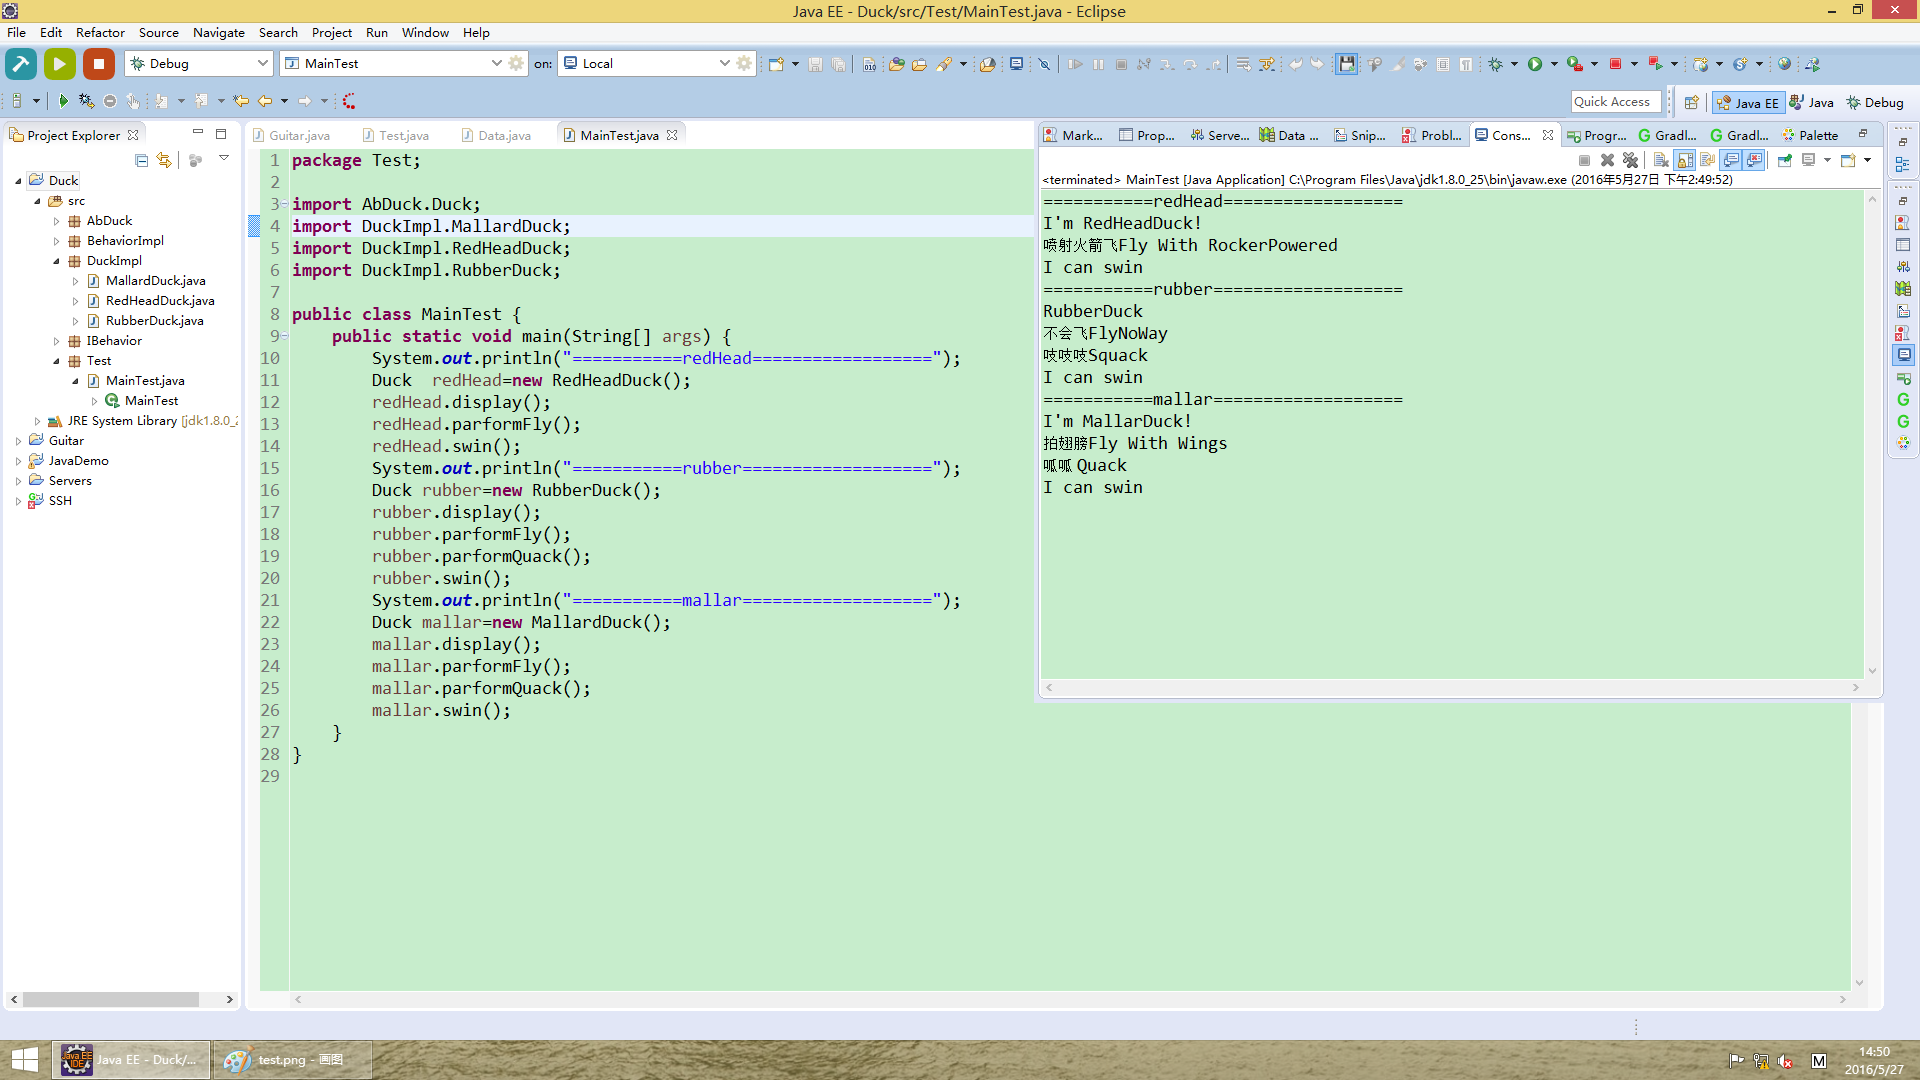 Java EE - Duck/src/Test/MainTest.java - Eclipse
File Edit Refactor Source Navigate Search Project Run Window Help
Debug MainTest on: Local
Quick Access Java EE Java Debug
Project Explorer
Duck
src
AbDuck
BehaviorImpl
DuckImpl
MallardDuck.java
RedHeadDuck.java
RubberDuck.java
IBehavior
Test
MainTest.java
MainTest
JRE System Library [jdk1.8.0_2
Guitar
JavaDemo
Servers
SSH
Guitar.java Test.java Data.java MainTest.java
1 package Test;
2
3 import AbDuck.Duck;
4 import DuckImpl.MallardDuck;
5 import DuckImpl.RedHeadDuck;
6 import DuckImpl.RubberDuck;
7
8 public class MainTest {
9 public static void main(String[] args) {
10 System.out.println("===========redHead==================");
11 Duck  redHead=new RedHeadDuck();
12 redHead.display();
13 redHead.parformFly();
14 redHead.swin();
15 System.out.println("===========rubber===================");
16 Duck rubber=new RubberDuck();
17 rubber.display();
18 rubber.parformFly();
19 rubber.parformQuack();
20 rubber.swin();
21 System.out.println("===========mallar===================");
22 Duck mallar=new MallardDuck();
23 mallar.display();
24 mallar.parformFly();
25 mallar.parformQuack();
26 mallar.swin();
27 }
28 }
29
Mark... Prop... Serve... Data ... Snip... Probl... Cons... Progr... Gradl... Gradl... Palette
<terminated> MainTest [Java Application] C:\Program Files\Java\jdk1.8.0_25\bin\javaw.exe (2016年5月27日 下午2:49:52)
===========redHead==================
I'm RedHeadDuck!
喷射火箭飞Fly With RockerPowered
I can swin
===========rubber===================
RubberDuck
不会飞FlyNoWay
吱吱吱Squack
I can swin
===========mallar===================
I'm MallarDuck!
拍翅膀Fly With Wings
呱呱 Quack
I can swin
Java EE - Duck/...
test.png - 画图
M
14:50
2016/5/27